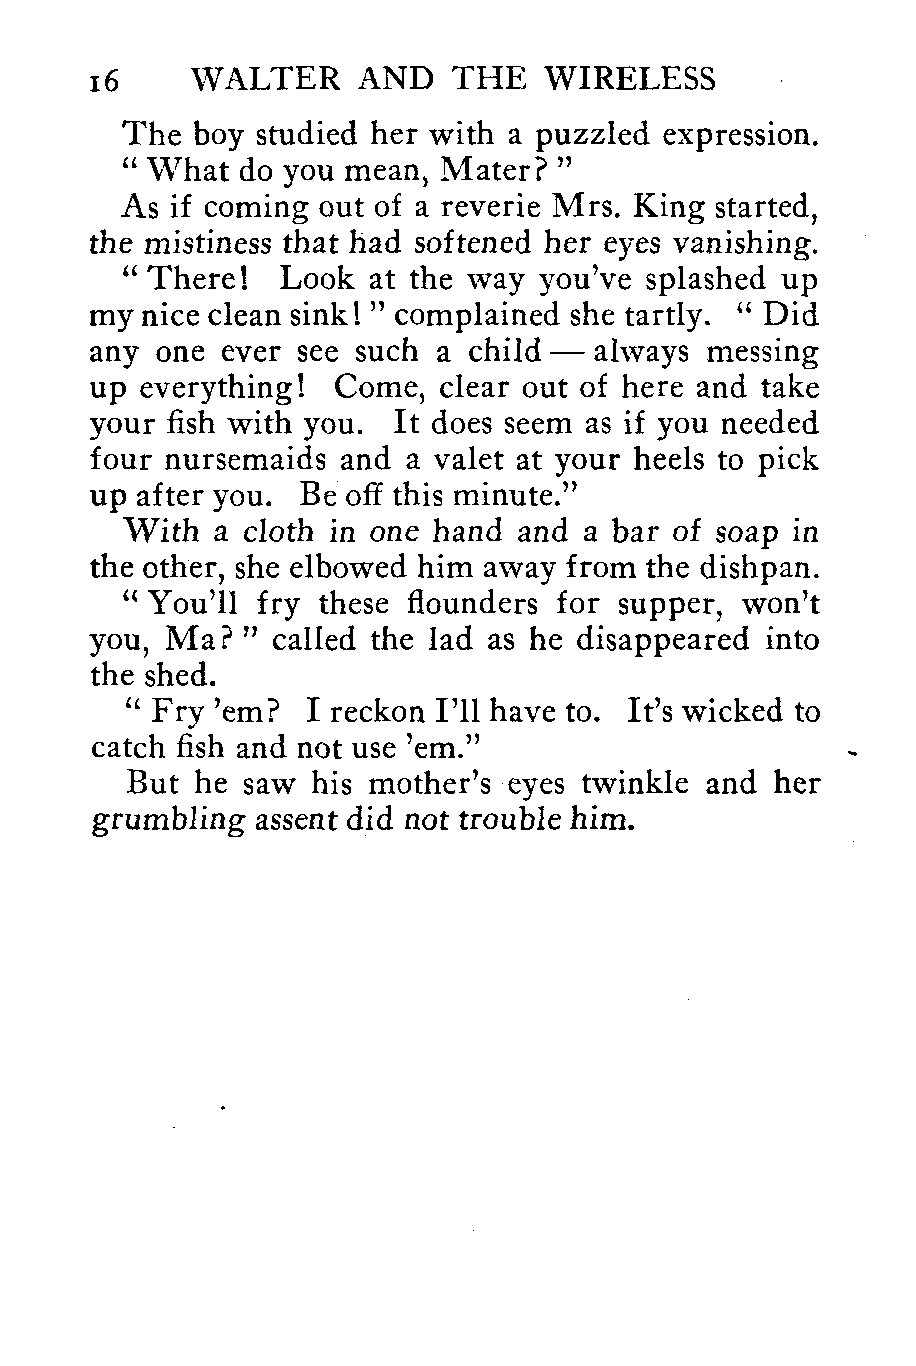 16 WALTER AND THE WIRELESS
The boy studied her with a puzzled expression.
“ What do you mean, Mater? ”
As if coming out of a reverie Mrs. King started,
the mistiness that had softened her eyes vanishing.
“ There! Look at the way you’ve splashed up
my nice clean sink! ” complained she tartly. “ Did
any one ever see such a child — always messing
up everything! Come, clear out of here and take
your fish with you. It does seem as if you needed
four nursemaids and a valet at your heels to pick
up after you. Be off this minute.”
With a cloth in one hand and a bar of soap in
the other, she elbowed him away from the dishpan.
“ You’ll fry these flounders for supper, won’t
you, Ma? ” called the lad as he disappeared into
the shed.
“ Fry ’em? I reckon I’ll have to. It’s wicked to
catch fish and not use ’em.”
But he saw his mother’s eyes twinkle and her
grumbling assent did not trouble him.